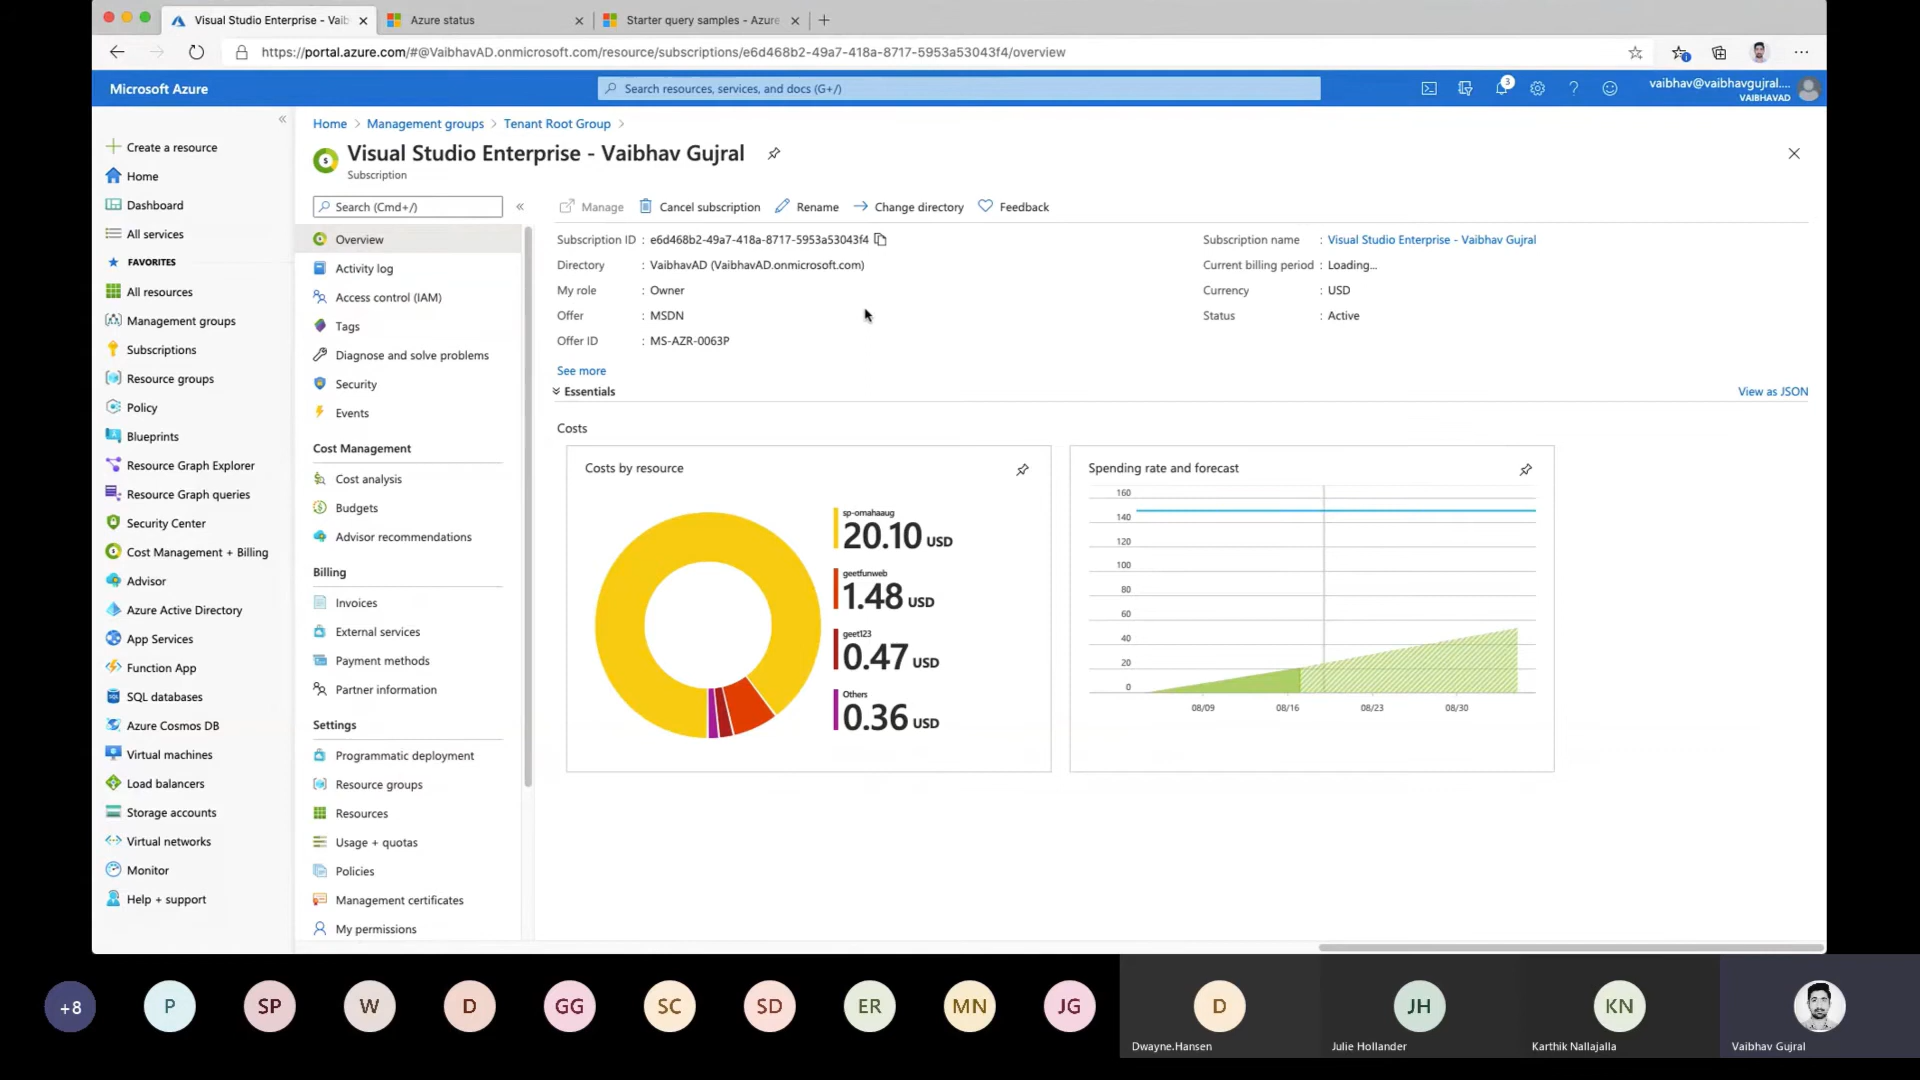 Visual Studio Enterprise - Vaib
Azure status
Starter query samples - Azure
https://portal.azure.com/#@VaibhavAD.onmicrosoft.com/resource/subscriptions/e6d468b2-49a7-418a-8717-5953a53043f4/overview
Microsoft Azure
Search resources, services, and docs (G+/)
3
vaibhav@vaibhavgujral....
VAIBHAVAD
Create a resource
Home
Dashboard
All services
FAVORITES
All resources
Management groups
Subscriptions
Resource groups
Policy
Blueprints
Resource Graph Explorer
Resource Graph queries
Security Center
Cost Management + Billing
Advisor
Azure Active Directory
App Services
Function App
SQL databases
Azure Cosmos DB
Virtual machines
Load balancers
Storage accounts
Virtual networks
Monitor
Help + support
Home > Management groups > Tenant Root Group >
Visual Studio Enterprise - Vaibhav Gujral
Subscription
Search (Cmd+/)
Overview
Activity log
Access control (IAM)
Tags
Diagnose and solve problems
Security
Events
Cost Management
Cost analysis
Budgets
Advisor recommendations
Billing
Invoices
External services
Payment methods
Partner information
Settings
Programmatic deployment
Resource groups
Resources
Usage + quotas
Policies
Management certificates
My permissions
Manage Cancel subscription Rename Change directory Feedback
Subscription ID : e6d468b2-49a7-418a-8717-5953a53043f4
Directory : VaibhavAD (VaibhavAD.onmicrosoft.com)
My role : Owner
Offer : MSDN
Offer ID : MS-AZR-0063P
Subscription name : Visual Studio Enterprise - Vaibhav Gujral
Current billing period : Loading...
Currency : USD
Status : Active
See more
Essentials
View as JSON
Costs
Costs by resource
sp-omahaaug
20.10 USD
geetfunweb
1.48 USD
geet123
0.47 USD
Others
0.36 USD
Spending rate and forecast
160
140
120
100
80
60
40
20
0
08/09 08/16 08/23 08/30
+8 P SP W D GG SC SD ER MN JG D JH KN
Dwayne.Hansen Julie Hollander Karthik Nallajalla Vaibhav Gujral